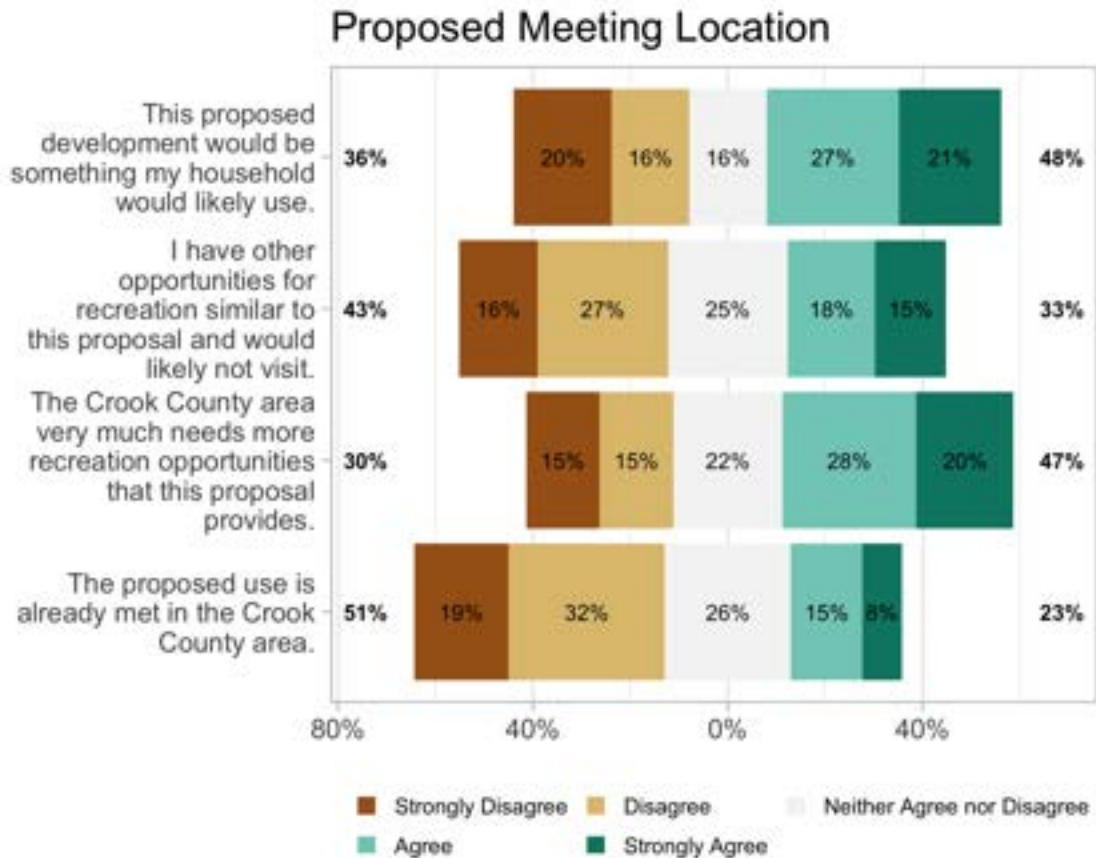 Proposed Meeting Location
This proposed
development would be
something my household
would likely use.
36%
20%
16%
16%
27%
21%
48%
I have other
opportunities for
recreation similar to
this proposal and would
likely not visit.
43%
16%
27%
25%
18%
15%
33%
The Crook County area
very much needs more
recreation opportunities
that this proposal
provides.
30%
15%
15%
22%
28%
20%
47%
The proposed use is
already met in the Crook
County area.
51%
19%
32%
26%
15%
8%
23%
80%
40%
0%
40%
Strongly Disagree
Disagree
Neither Agree nor Disagree
Agree
Strongly Agree